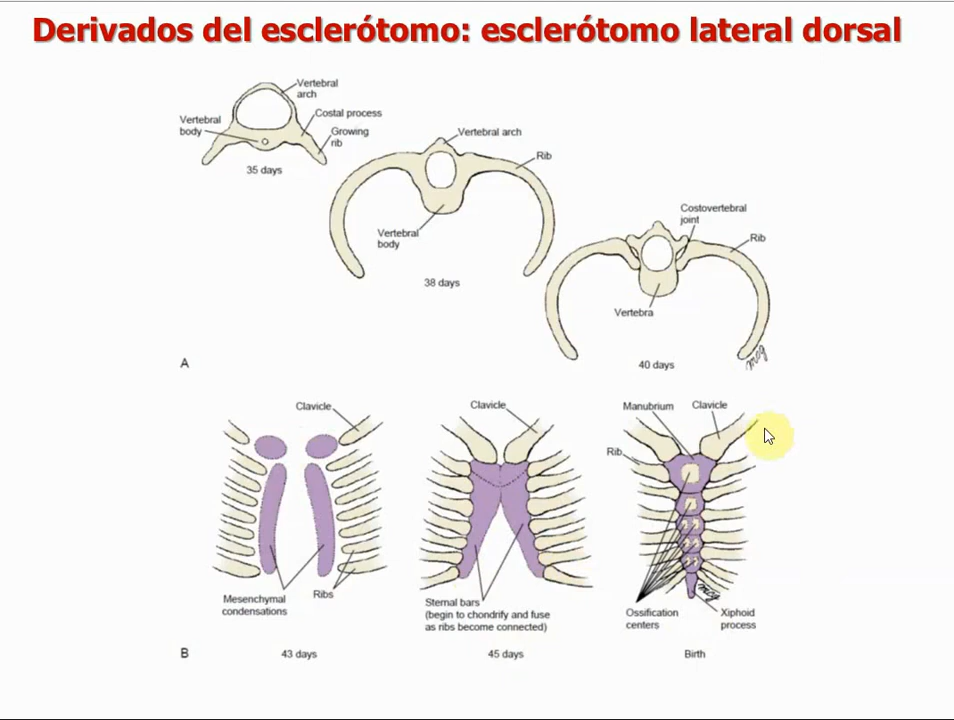 Derivados del esclerótomo: esclerótomo lateral dorsal
Vertebral
arch
Costal process
Vertebral
body
Growing
rib
35 days
Vertebral arch
Rib
Vertebral
body
38 days
Costovertebral
joint
Rib
Vertebra
40 days
A
Clavicle
Mesenchymal
condensations
Ribs
43 days
Clavicle
Sternal bars
(begin to chondrify and fuse
as ribs become connected)
45 days
Manubrium
Clavicle
Rib
Ossification
centers
Xiphoid
process
Birth
B